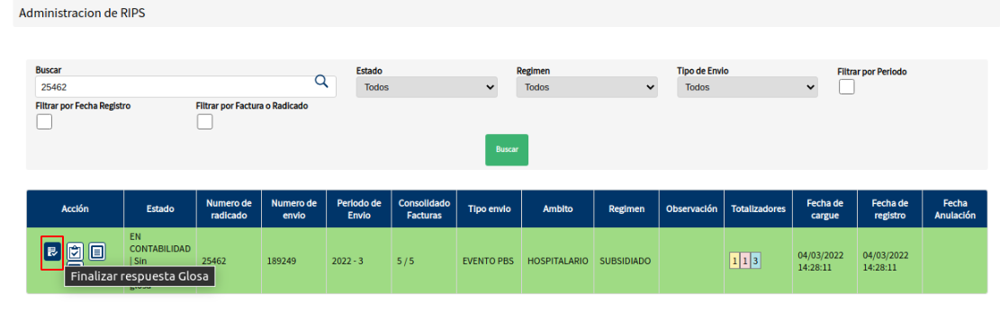 Administracion de RIPS
Buscar
Estado
Regimen
Tipo de Envio
Filtrar por Periodo
25462
Todos
Todos
Todos
Filtrar por Fecha Registro
Filtrar por Factura o Radicado
Buscar
Acción
Estado
Numero de radicado
Numero de envio
Periodo de Envio
Consolidado Facturas
Tipo envio
Ambito
Regimen
Observación
Totalizadores
Fecha de cargue
Fecha de registro
Fecha Anulación
EN
CONTABILIDAD
| Sin
25462
189249
2022 - 3
5 / 5
EVENTO PBS
HOSPITALARIO
SUBSIDIADO
1 1 3
04/03/2022
14:28:11
04/03/2022
14:28:11
Finalizar respuesta Glosa